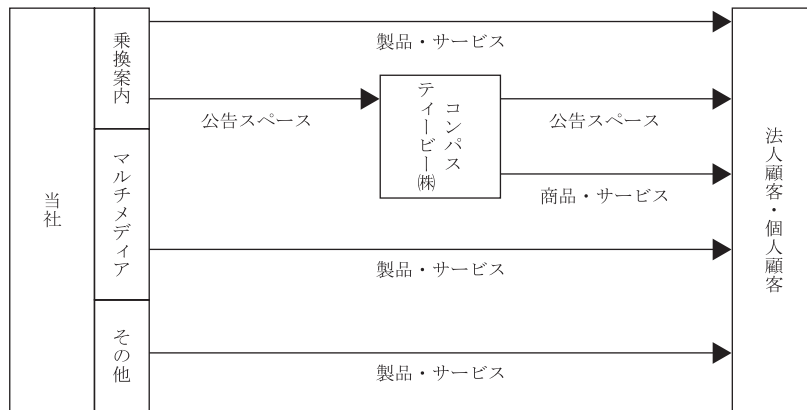 当社
乗換案内
マルチメディア
その他
製品・サービス
公告スペース
コンパス
ティービー㈱
公告スペース
商品・サービス
製品・サービス
製品・サービス
法人顧客・個人顧客